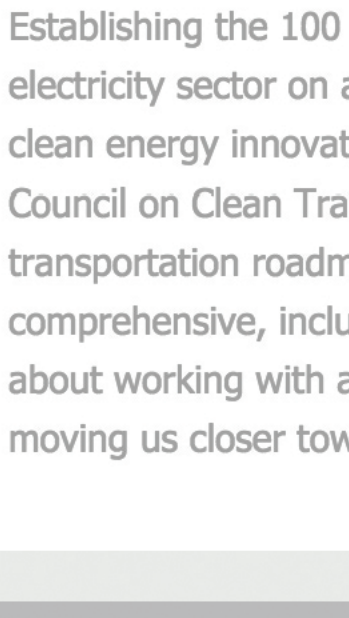 Establishing the 100
electricity sector on a
clean energy innovat
Council on Clean Tra
transportation roadm
comprehensive, inclu
about working with a
moving us closer tow